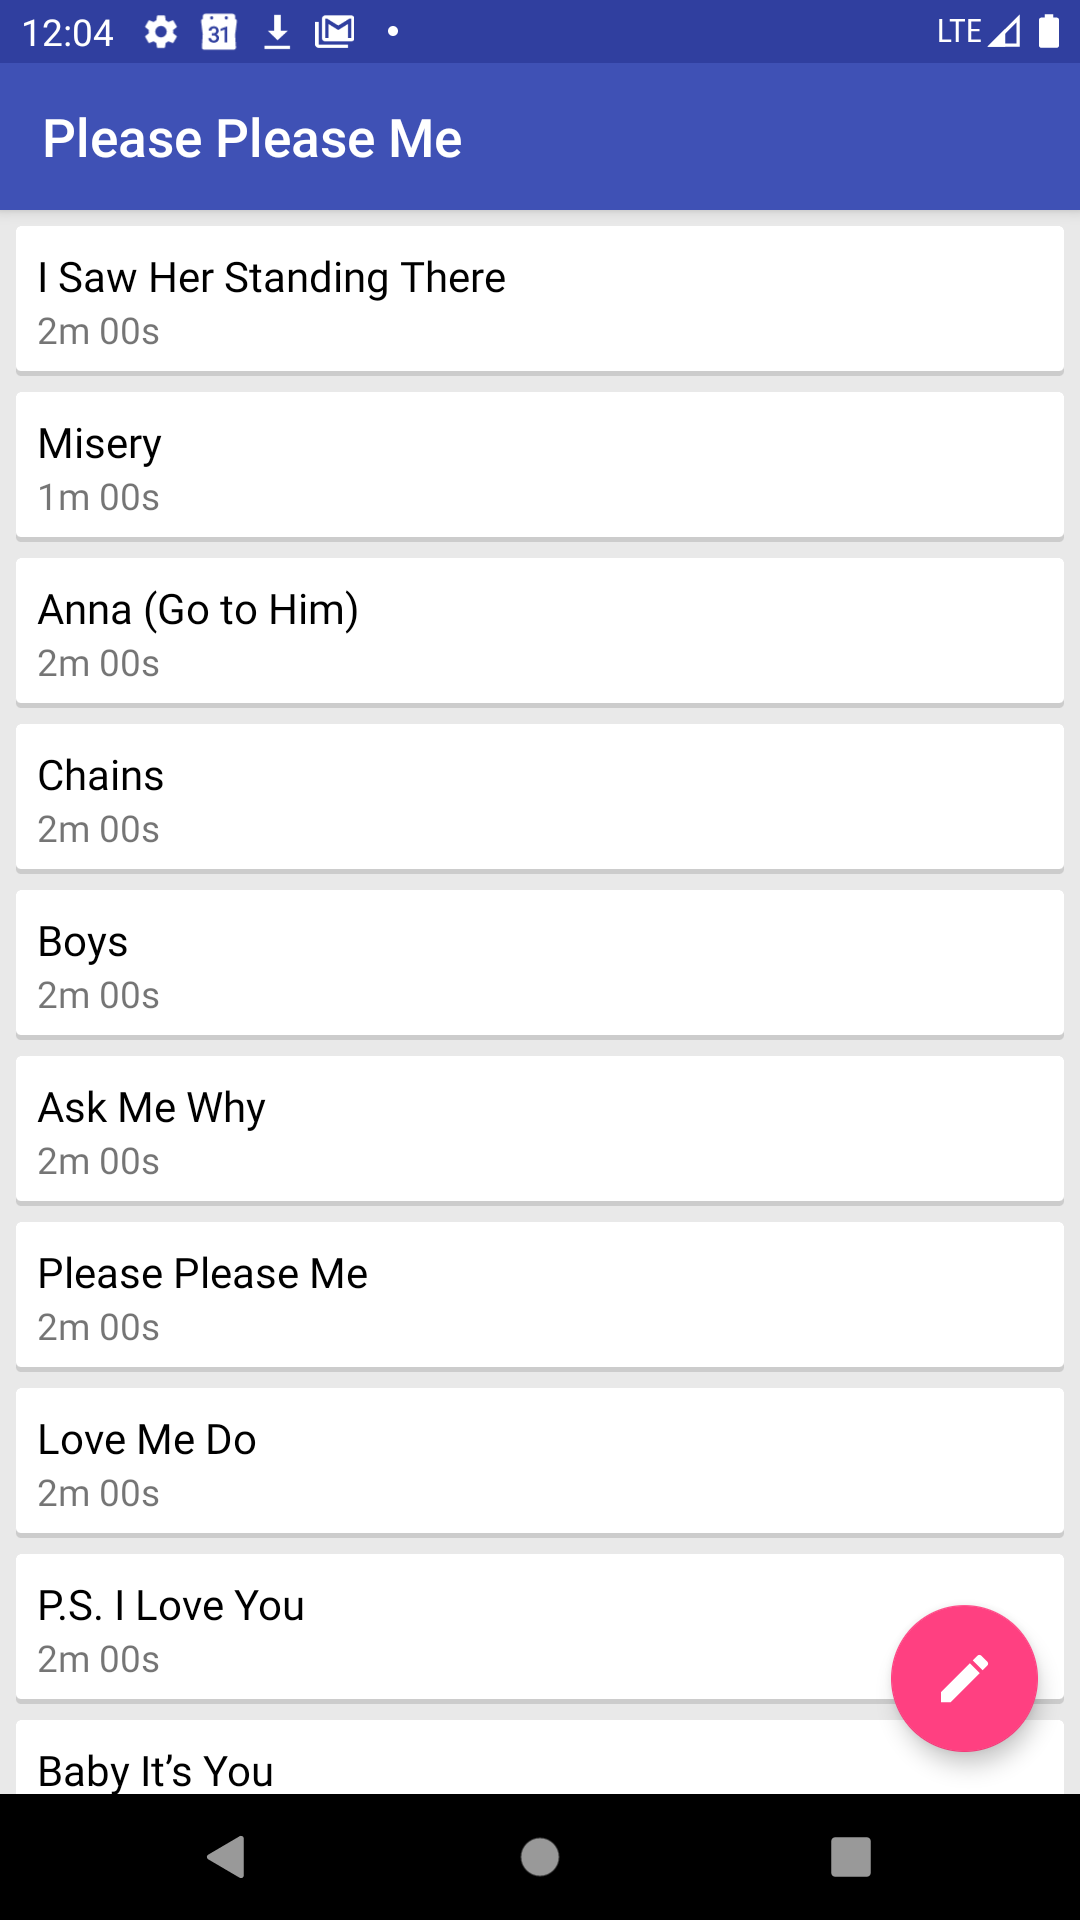 12:04
31
LTE
Please Please Me
I Saw Her Standing There
2m 00s
Misery
1m 00s
Anna (Go to Him)
2m 00s
Chains
2m 00s
Boys
2m 00s
Ask Me Why
2m 00s
Please Please Me
2m 00s
Love Me Do
2m 00s
P.S. I Love You
2m 00s
Baby It’s You